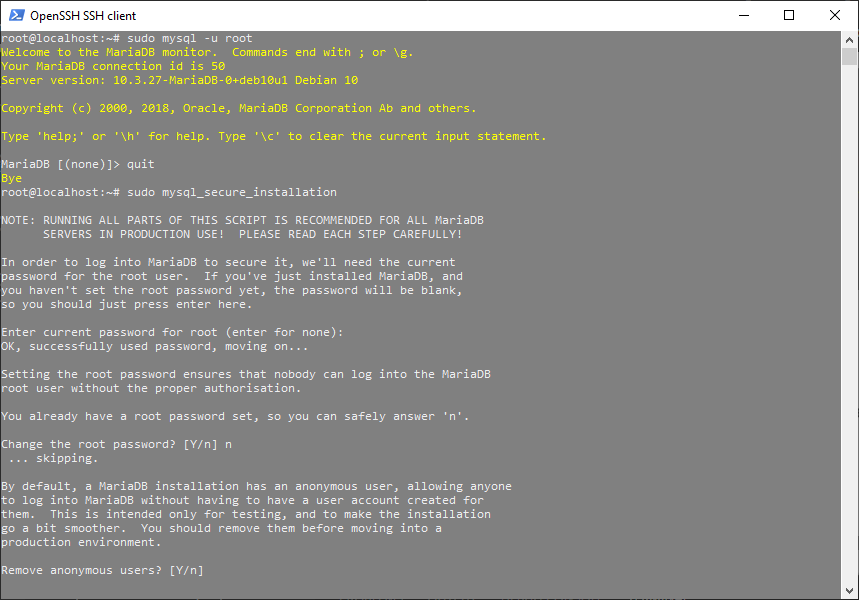 OpenSSH SSH client
root@localhost:~# sudo mysql -u root
Welcome to the MariaDB monitor.  Commands end with ; or \g.
Your MariaDB connection id is 50
Server version: 10.3.27-MariaDB-0+deb10u1 Debian 10
Copyright (c) 2000, 2018, Oracle, MariaDB Corporation Ab and others.
Type 'help;' or '\h' for help. Type '\c' to clear the current input statement.
MariaDB [(none)]> quit
Bye
root@localhost:~# sudo mysql_secure_installation
NOTE: RUNNING ALL PARTS OF THIS SCRIPT IS RECOMMENDED FOR ALL MariaDB
      SERVERS IN PRODUCTION USE!  PLEASE READ EACH STEP CAREFULLY!
In order to log into MariaDB to secure it, we'll need the current
password for the root user.  If you've just installed MariaDB, and
you haven't set the root password yet, the password will be blank,
so you should just press enter here.
Enter current password for root (enter for none):
OK, successfully used password, moving on...
Setting the root password ensures that nobody can log into the MariaDB
root user without the proper authorisation.
You already have a root password set, so you can safely answer 'n'.
Change the root password? [Y/n] n
 ... skipping.
By default, a MariaDB installation has an anonymous user, allowing anyone
to log into MariaDB without having to have a user account created for
them.  This is intended only for testing, and to make the installation
go a bit smoother.  You should remove them before moving into a
production environment.
Remove anonymous users? [Y/n]